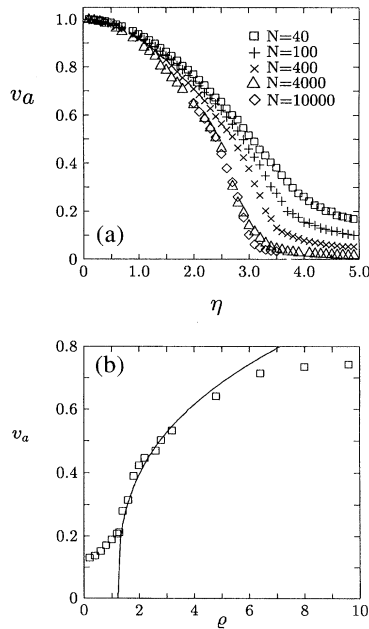 1.0
0.8
0.6
0.4
0.2
0
va
□ N=40
+ N=100
× N=400
△ N=4000
◇ N=10000
(a)
0 1.0 2.0 3.0 4.0 5.0
η
0.8
0.6
0.4
0.2
0
va
(b)
0 2 4 6 8 10
ϱ